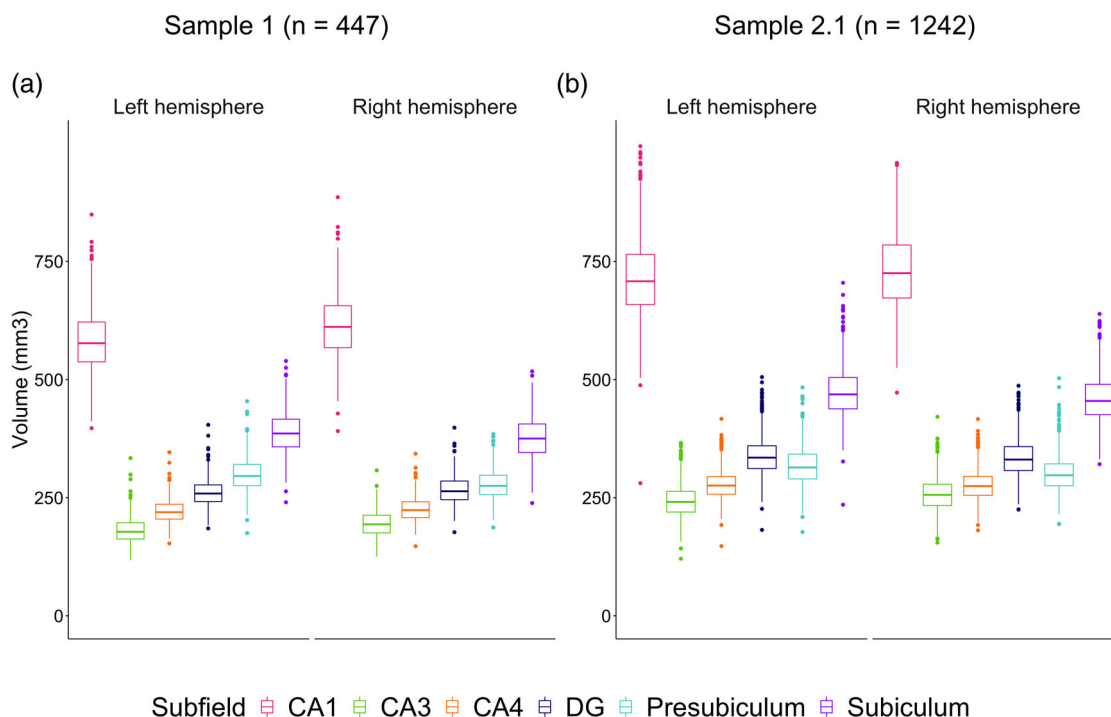 Sample 1 (n = 447)
Sample 2.1 (n = 1242)
(a)
Left hemisphere
Right hemisphere
(b)
Left hemisphere
Right hemisphere
Volume (mm3)
750
500
250
0
750
500
250
0
Subfield CA1 CA3 CA4 DG Presubiculum Subiculum